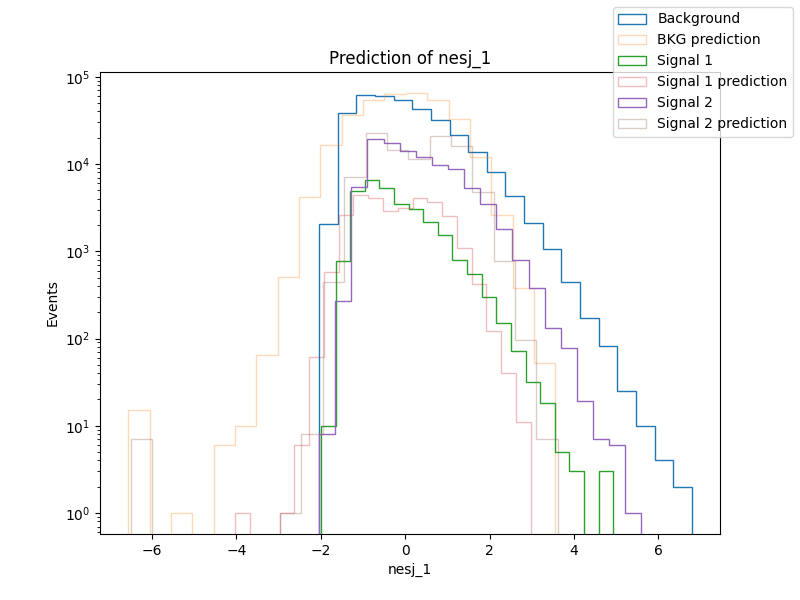 Prediction of nesj_1
Background
BKG prediction
Signal 1
Signal 1 prediction
Signal 2
Signal 2 prediction
Events
10^5
10^4
10^3
10^2
10^1
10^0
−6 −4 −2 0 2 4 6
nesj_1